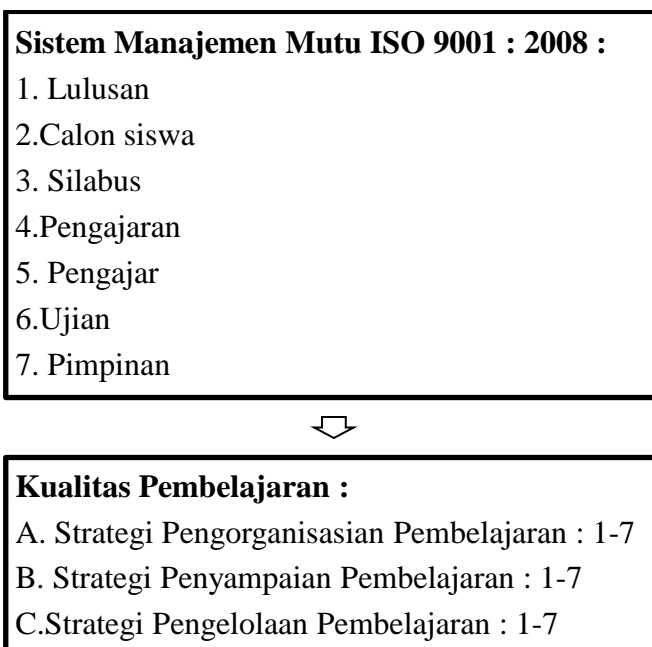 Sistem Manajemen Mutu ISO 9001 : 2008 :
1. Lulusan
2.Calon siswa
3. Silabus
4.Pengajaran
5. Pengajar
6.Ujian
7. Pimpinan
Kualitas Pembelajaran :
A. Strategi Pengorganisasian Pembelajaran : 1-7
B. Strategi Penyampaian Pembelajaran : 1-7
C.Strategi Pengelolaan Pembelajaran : 1-7